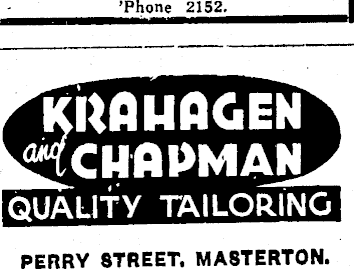 'Phone 2152.
KRAHAGEN
and CHAPMAN
QUALITY TAILORING
PERRY STREET, MASTERTON.